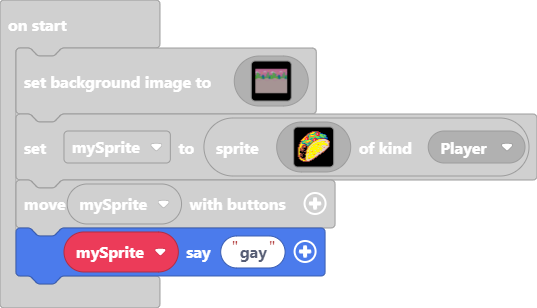 on start
set background image to
set mySprite to sprite of kind Player
move mySprite with buttons
mySprite say "gay"